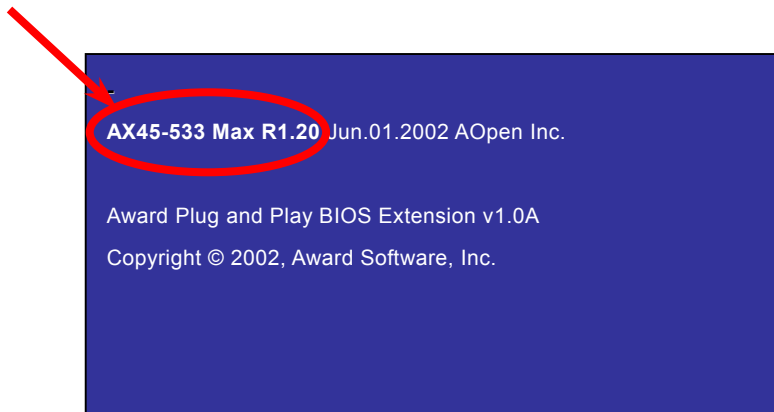 AX45-533 Max R1.20 Jun.01.2002 AOpen Inc.
Award Plug and Play BIOS Extension v1.0A
Copyright © 2002, Award Software, Inc.